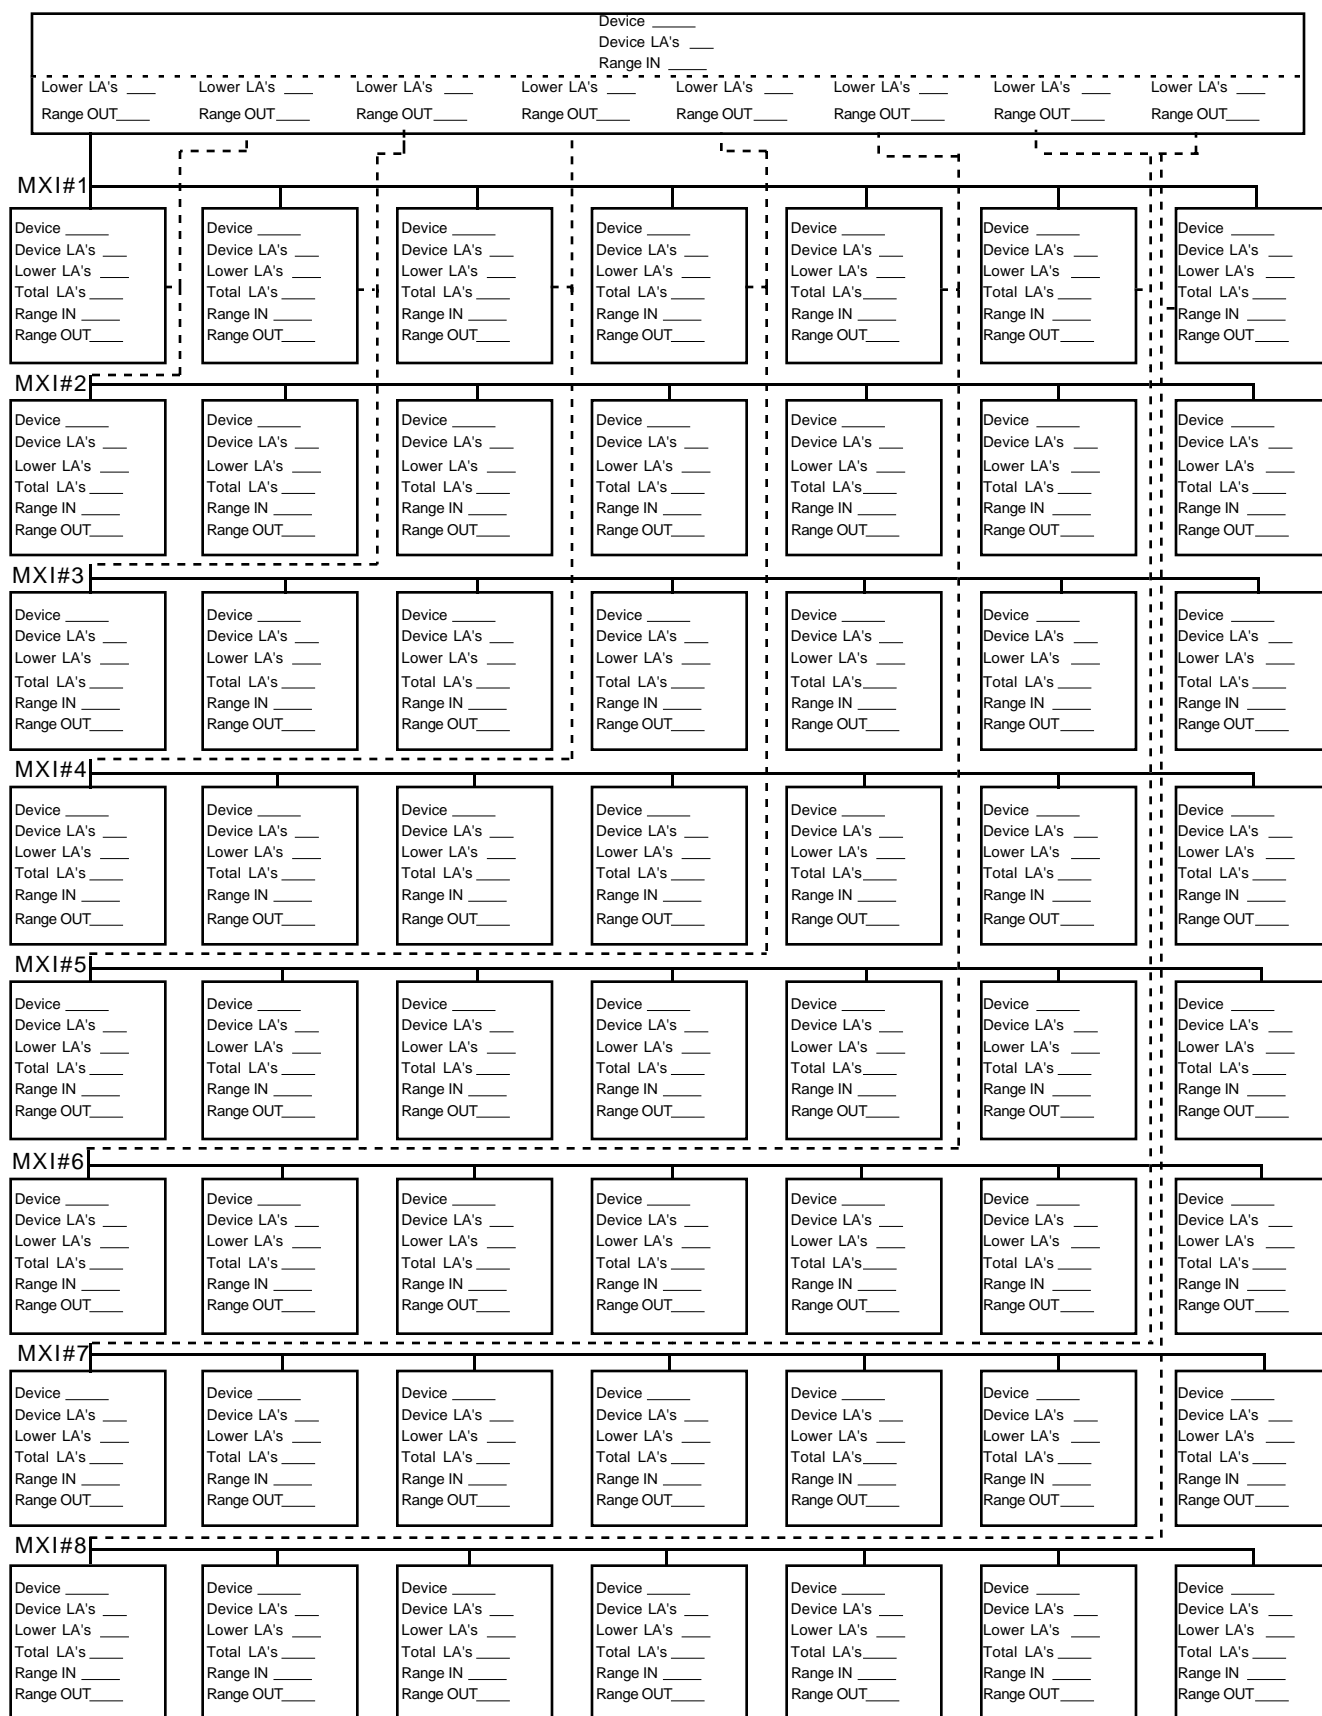 Device _____
Device LA's ___
Range IN _____
Lower LA's ___ Lower LA's ___ Lower LA's ___ Lower LA's ___ Lower LA's ___ Lower LA's ___ Lower LA's ___ Lower LA's ___
Range OUT____ Range OUT____ Range OUT____ Range OUT____ Range OUT____ Range OUT____ Range OUT____ Range OUT____
MXI#1
Device _____ Device _____ Device _____ Device _____ Device _____ Device _____ Device _____
Device LA's ___ Device LA's ___ Device LA's ___ Device LA's ___ Device LA's ___ Device LA's ___ Device LA's ___
Lower LA's ___ Lower LA's ___ Lower LA's ___ Lower LA's ___ Lower LA's ___ Lower LA's ___ Lower LA's ___
Total LA's ____ Total LA's ____ Total LA's ____ Total LA's ____ Total LA's____ Total LA's ____ Total LA's ____
Range IN _____ Range IN _____ Range IN _____ Range IN _____ Range IN _____ Range IN _____ Range IN _____
Range OUT____ Range OUT____ Range OUT____ Range OUT____ Range OUT____ Range OUT____ Range OUT____
MXI#2
Device _____ Device _____ Device _____ Device _____ Device _____ Device _____ Device _____
Device LA's ___ Device LA's ___ Device LA's ___ Device LA's ___ Device LA's ___ Device LA's ___ Device LA's ___
Lower LA's ___ Lower LA's ___ Lower LA's ___ Lower LA's ___ Lower LA's ___ Lower LA's ___ Lower LA's ___
Total LA's ____ Total LA's ____ Total LA's ____ Total LA's ____ Total LA's____ Total LA's ____ Total LA's ____
Range IN _____ Range IN _____ Range IN _____ Range IN _____ Range IN _____ Range IN _____ Range IN _____
Range OUT____ Range OUT____ Range OUT____ Range OUT____ Range OUT____ Range OUT____ Range OUT____
MXI#3
Device _____ Device _____ Device _____ Device _____ Device _____ Device _____ Device _____
Device LA's ___ Device LA's ___ Device LA's ___ Device LA's ___ Device LA's ___ Device LA's ___ Device LA's ___
Lower LA's ___ Lower LA's ___ Lower LA's ___ Lower LA's ___ Lower LA's ___ Lower LA's ___ Lower LA's ___
Total LA's ____ Total LA's ____ Total LA's ____ Total LA's ____ Total LA's____ Total LA's ____ Total LA's ____
Range IN _____ Range IN _____ Range IN _____ Range IN _____ Range IN _____ Range IN _____ Range IN _____
Range OUT____ Range OUT____ Range OUT____ Range OUT____ Range OUT____ Range OUT____ Range OUT____
MXI#4
Device _____ Device _____ Device _____ Device _____ Device _____ Device _____ Device _____
Device LA's ___ Device LA's ___ Device LA's ___ Device LA's ___ Device LA's ___ Device LA's ___ Device LA's ___
Lower LA's ___ Lower LA's ___ Lower LA's ___ Lower LA's ___ Lower LA's ___ Lower LA's ___ Lower LA's ___
Total LA's ____ Total LA's ____ Total LA's ____ Total LA's ____ Total LA's____ Total LA's ____ Total LA's ____
Range IN _____ Range IN _____ Range IN _____ Range IN _____ Range IN _____ Range IN _____ Range IN _____
Range OUT____ Range OUT____ Range OUT____ Range OUT____ Range OUT____ Range OUT____ Range OUT____
MXI#5
Device _____ Device _____ Device _____ Device _____ Device _____ Device _____ Device _____
Device LA's ___ Device LA's ___ Device LA's ___ Device LA's ___ Device LA's ___ Device LA's ___ Device LA's ___
Lower LA's ___ Lower LA's ___ Lower LA's ___ Lower LA's ___ Lower LA's ___ Lower LA's ___ Lower LA's ___
Total LA's ____ Total LA's ____ Total LA's ____ Total LA's ____ Total LA's____ Total LA's ____ Total LA's ____
Range IN _____ Range IN _____ Range IN _____ Range IN _____ Range IN _____ Range IN _____ Range IN _____
Range OUT____ Range OUT____ Range OUT____ Range OUT____ Range OUT____ Range OUT____ Range OUT____
MXI#6
Device _____ Device _____ Device _____ Device _____ Device _____ Device _____ Device _____
Device LA's ___ Device LA's ___ Device LA's ___ Device LA's ___ Device LA's ___ Device LA's ___ Device LA's ___
Lower LA's ___ Lower LA's ___ Lower LA's ___ Lower LA's ___ Lower LA's ___ Lower LA's ___ Lower LA's ___
Total LA's ____ Total LA's ____ Total LA's ____ Total LA's ____ Total LA's____ Total LA's ____ Total LA's ____
Range IN _____ Range IN _____ Range IN _____ Range IN _____ Range IN _____ Range IN _____ Range IN _____
Range OUT____ Range OUT____ Range OUT____ Range OUT____ Range OUT____ Range OUT____ Range OUT____
MXI#7
Device _____ Device _____ Device _____ Device _____ Device _____ Device _____ Device _____
Device LA's ___ Device LA's ___ Device LA's ___ Device LA's ___ Device LA's ___ Device LA's ___ Device LA's ___
Lower LA's ___ Lower LA's ___ Lower LA's ___ Lower LA's ___ Lower LA's ___ Lower LA's ___ Lower LA's ___
Total LA's ____ Total LA's ____ Total LA's ____ Total LA's ____ Total LA's____ Total LA's ____ Total LA's ____
Range IN _____ Range IN _____ Range IN _____ Range IN _____ Range IN _____ Range IN _____ Range IN _____
Range OUT____ Range OUT____ Range OUT____ Range OUT____ Range OUT____ Range OUT____ Range OUT____
MXI#8
Device _____ Device _____ Device _____ Device _____ Device _____ Device _____ Device _____
Device LA's ___ Device LA's ___ Device LA's ___ Device LA's ___ Device LA's ___ Device LA's ___ Device LA's ___
Lower LA's ___ Lower LA's ___ Lower LA's ___ Lower LA's ___ Lower LA's ___ Lower LA's ___ Lower LA's ___
Total LA's ____ Total LA's ____ Total LA's ____ Total LA's ____ Total LA's____ Total LA's ____ Total LA's ____
Range IN _____ Range IN _____ Range IN _____ Range IN _____ Range IN _____ Range IN _____ Range IN _____
Range OUT____ Range OUT____ Range OUT____ Range OUT____ Range OUT____ Range OUT____ Range OUT____